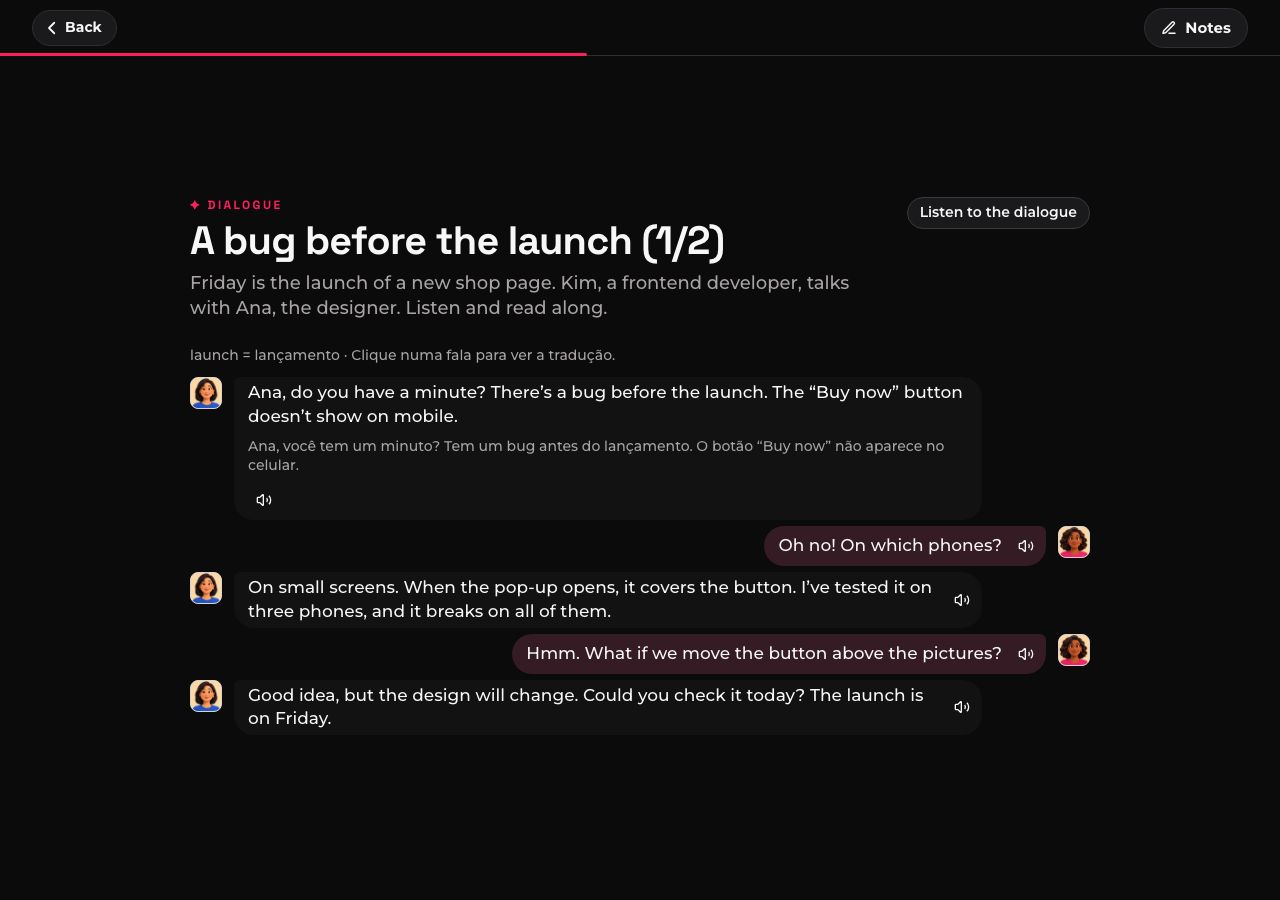 Back
Notes
DIALOGUE
Listen to the dialogue
A bug before the launch (1/2)
Friday is the launch of a new shop page. Kim, a frontend developer, talks
with Ana, the designer. Listen and read along.
launch = lançamento · Clique numa fala para ver a tradução.
Ana, do you have a minute? There’s a bug before the launch. The “Buy now” button
doesn’t show on mobile.
Ana, você tem um minuto? Tem um bug antes do lançamento. O botão “Buy now” não aparece no
celular.
Oh no! On which phones?
On small screens. When the pop-up opens, it covers the button. I’ve tested it on
three phones, and it breaks on all of them.
Hmm. What if we move the button above the pictures?
Good idea, but the design will change. Could you check it today? The launch is
on Friday.